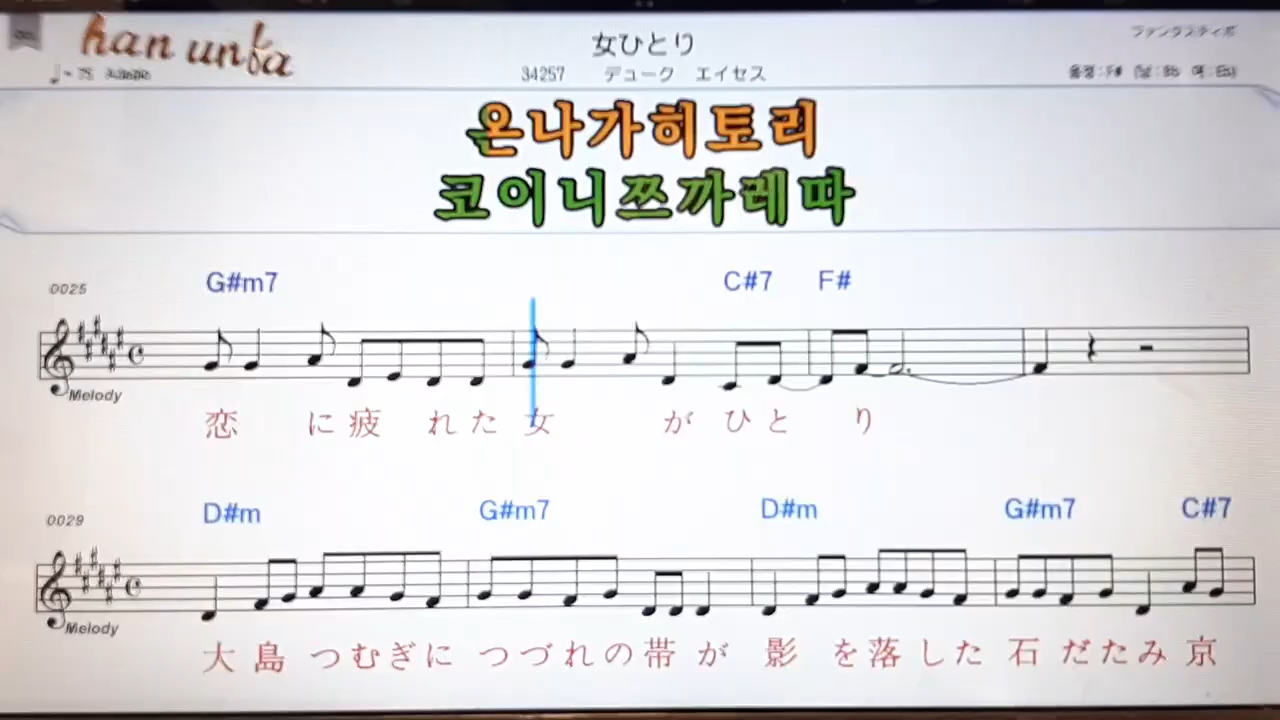 han unfa
女ひとり
34257 デューク エイセス
ファンタスティポ
♩= 75
온나가히토리
코이니쯔까레따
0025 G#m7 C#7 F#
Melody
恋に疲れた女がひとり
0029 D#m G#m7 D#m G#m7 C#7
Melody
大島つむぎにつづれの帯が影を落した石だたみ京